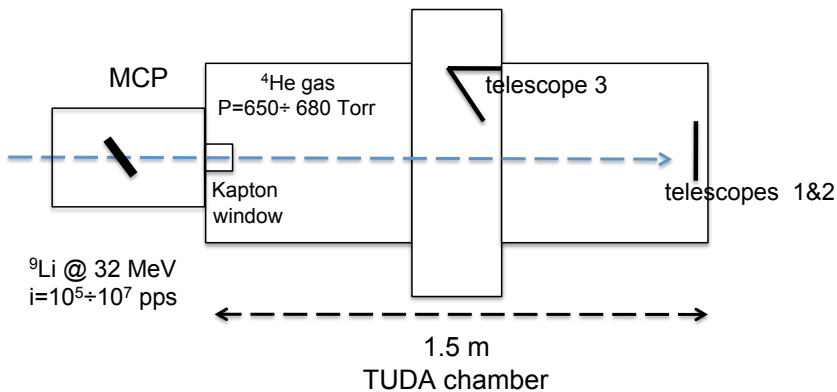 MCP
⁴He gas
P=650÷ 680 Torr
telescope 3
Kapton
window
telescopes 1&2
⁹Li @ 32 MeV
i=10⁵÷10⁷ pps
1.5 m
TUDA chamber